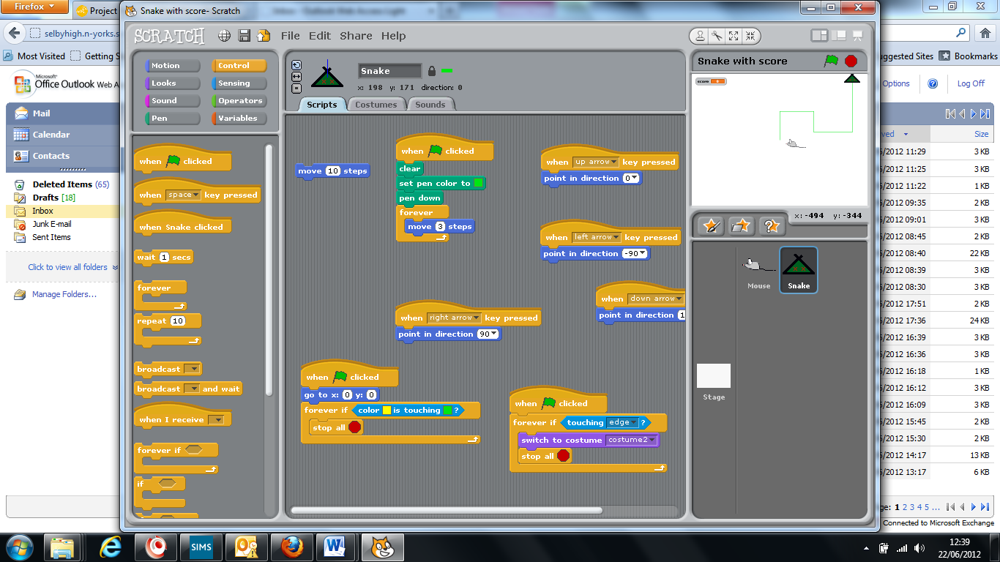 Firefox
Project
Snake with score- Scratch
selbyhigh.n-yorks.s
Most Visited
Getting S
ggested Sites
Bookmarks
SCRATCH
File Edit Share Help
Microsoft®
Office Outlook Web A
Options
Log Off
Mail
Calendar
Contacts
Deleted Items (65)
Drafts [18]
Inbox
Junk E-mail
Sent Items
Click to view all folders
Manage Folders...
Motion
Control
Looks
Sensing
Sound
Operators
Pen
Variables
when clicked
when space key pressed
when Snake clicked
wait 1 secs
forever
repeat 10
broadcast
broadcast and wait
when I receive
forever if
if
Snake
x: 198 y: 171 direction: 0
Scripts
Costumes
Sounds
move 10 steps
when clicked
clear
set pen color to
pen down
forever
move 3 steps
when up arrow key pressed
point in direction 0
when left arrow key pressed
point in direction -90
when down arrow
point in direction 1
when right arrow key pressed
point in direction 90
when clicked
go to x: 0 y: 0
forever if color is touching ?
stop all
when clicked
forever if touching edge ?
switch to costume costume2
stop all
Snake with score
score
x: -494 y: -344
Mouse
Snake
Stage
ved
Size
/2012 11:29 3 KB
/2012 11:25 3 KB
/2012 11:22 1 KB
/2012 09:35 2 KB
/2012 09:01 3 KB
/2012 08:45 2 KB
/2012 08:40 22 KB
/2012 08:39 3 KB
/2012 08:30 3 KB
/2012 17:51 2 KB
/2012 17:36 24 KB
/2012 16:39 3 KB
/2012 16:36 3 KB
/2012 16:18 1 KB
/2012 16:12 3 KB
/2012 16:09 3 KB
/2012 15:45 2 KB
/2012 15:30 2 KB
/2012 14:17 13 KB
/2012 13:17 6 KB
ge: 1 2 3 4 5 ...
Connected to Microsoft Exchange
SIMS
12:39
22/06/2012